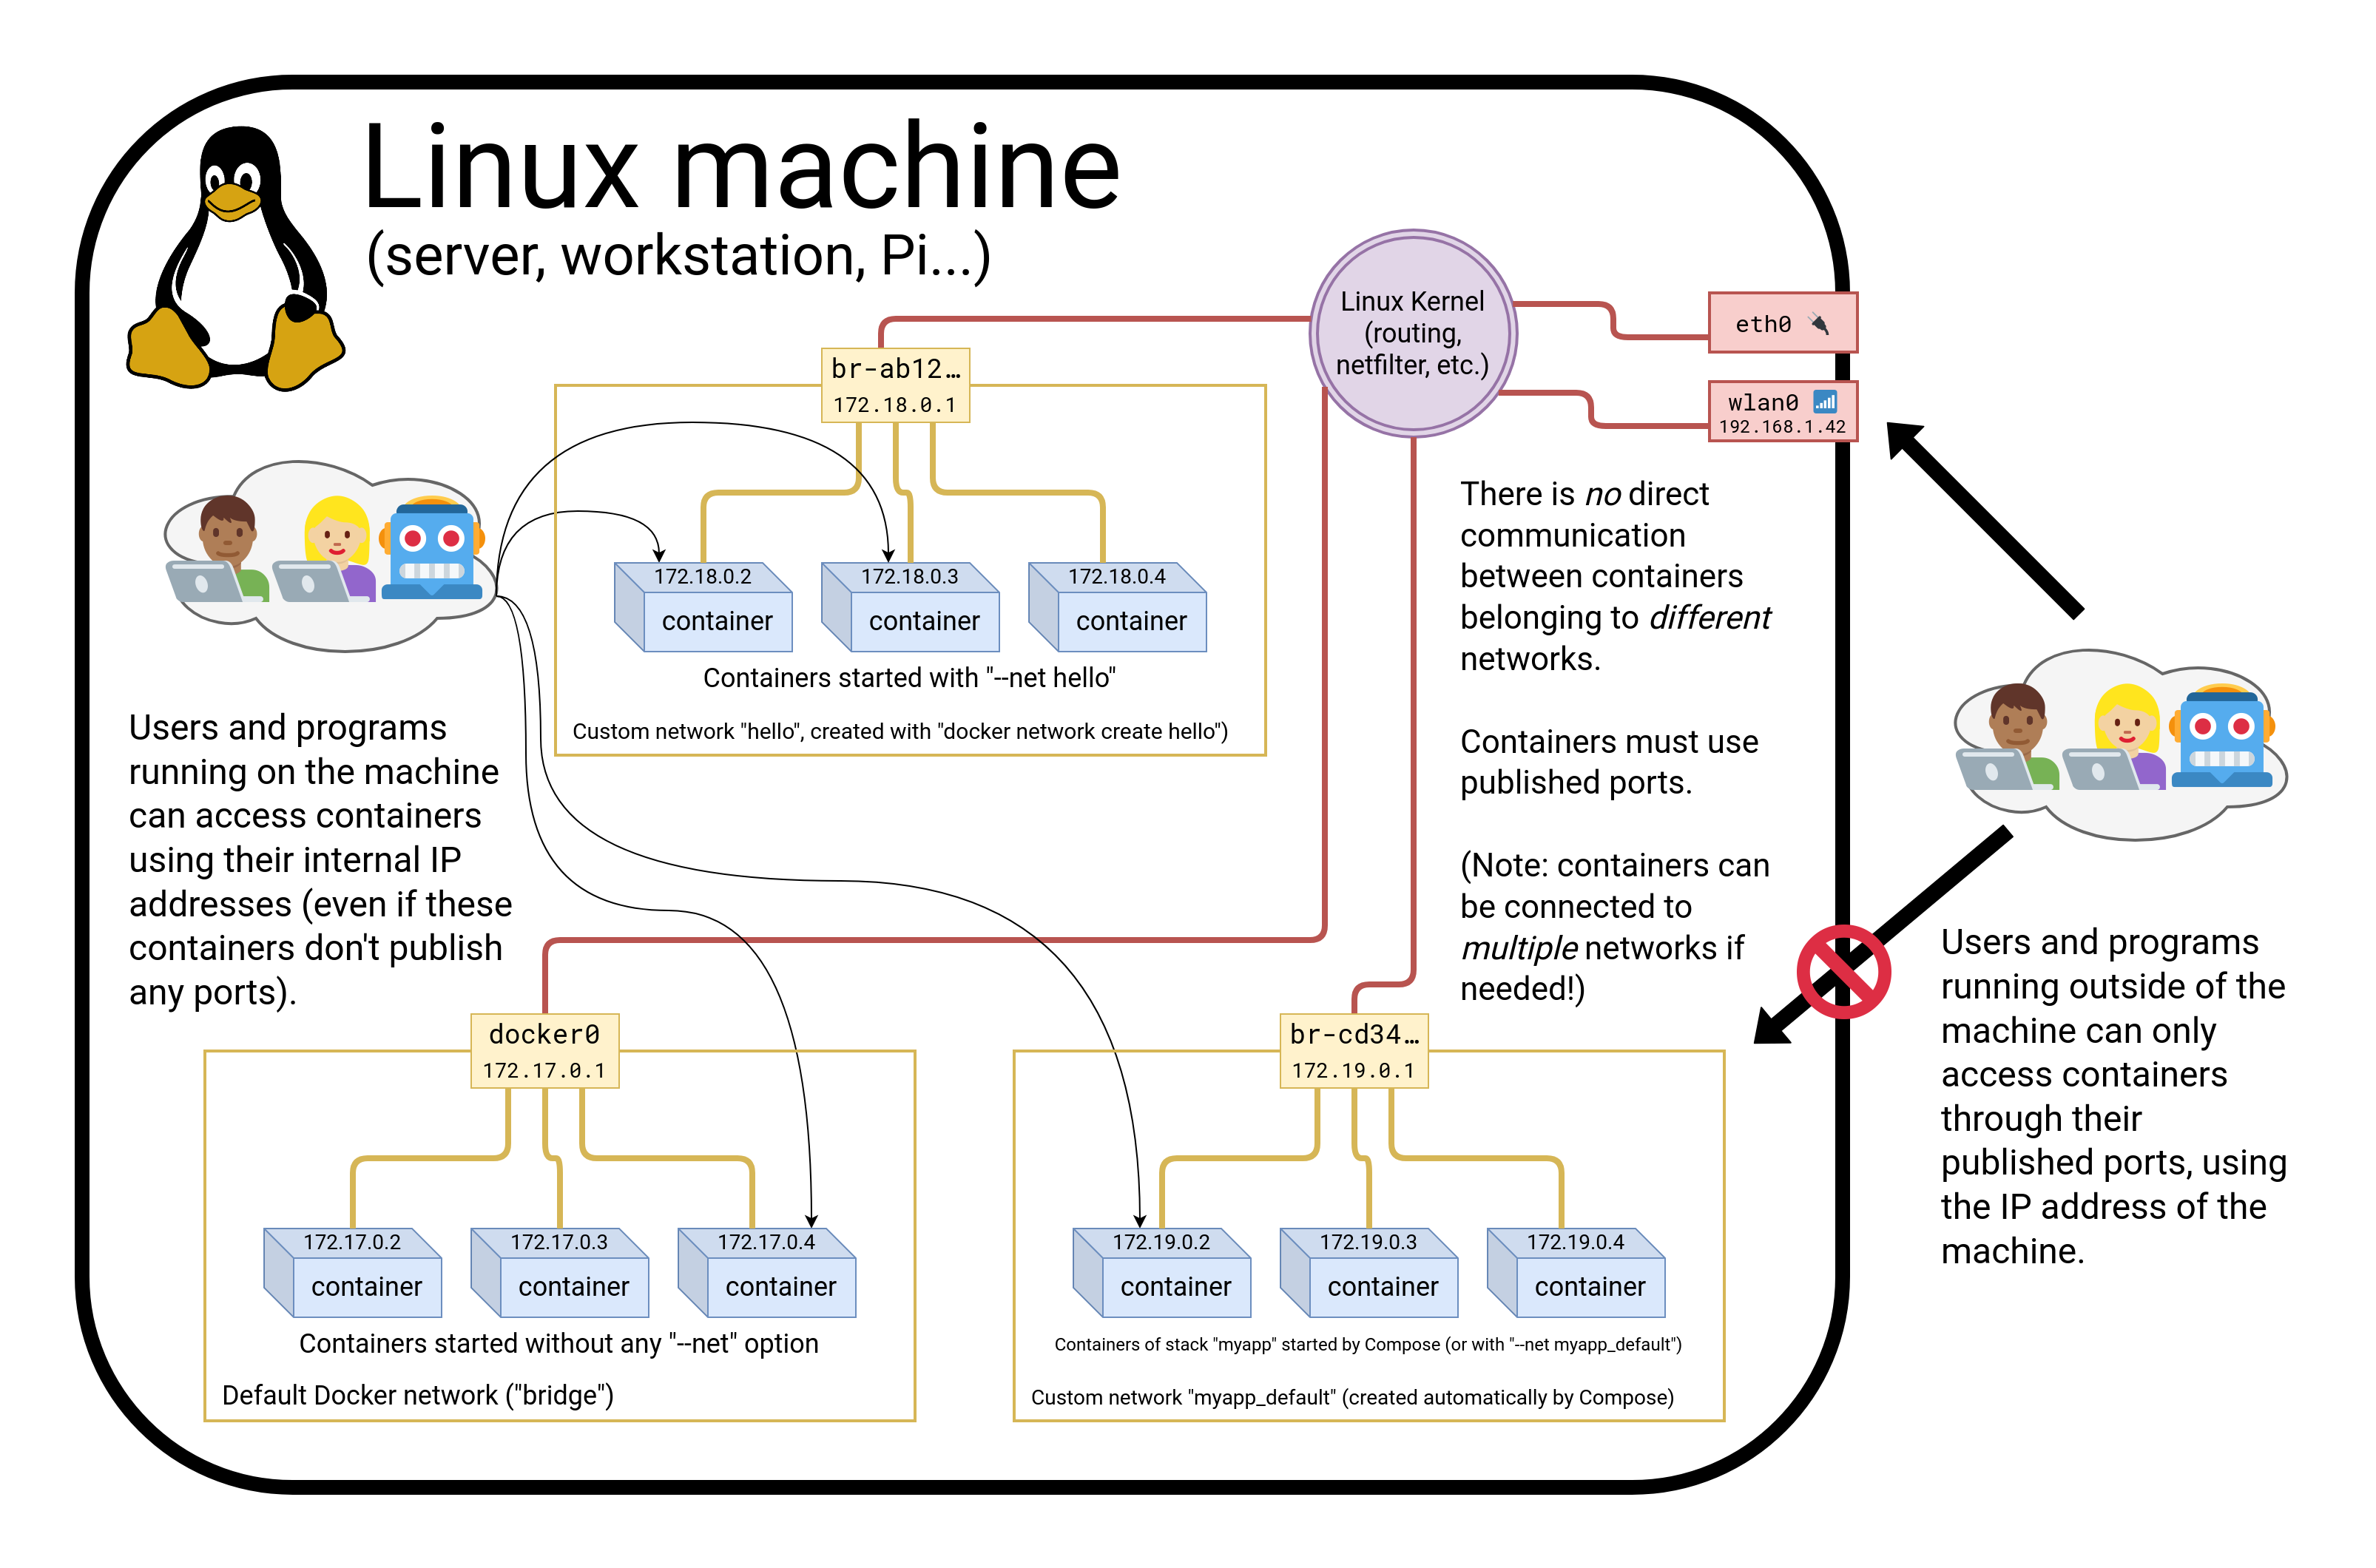 Linux machine
(server, workstation, Pi...)
Linux Kernel
(routing,
netfilter, etc.)
eth0
wlan0
192.168.1.42
br-ab12…
172.18.0.1
172.18.0.2
container
172.18.0.3
container
172.18.0.4
container
Containers started with "--net hello"
Custom network "hello", created with "docker network create hello")
Users and programs
running on the machine
can access containers
using their internal IP
addresses (even if these
containers don't publish
any ports).
There is no direct
communication
between containers
belonging to different
networks.
Containers must use
published ports.
(Note: containers can
be connected to
multiple networks if
needed!)
Users and programs
running outside of the
machine can only
access containers
through their
published ports, using
the IP address of the
machine.
docker0
172.17.0.1
172.17.0.2
container
172.17.0.3
container
172.17.0.4
container
Containers started without any "--net" option
Default Docker network ("bridge")
br-cd34…
172.19.0.1
172.19.0.2
container
172.19.0.3
container
172.19.0.4
container
Containers of stack "myapp" started by Compose (or with "--net myapp_default")
Custom network "myapp_default" (created automatically by Compose)